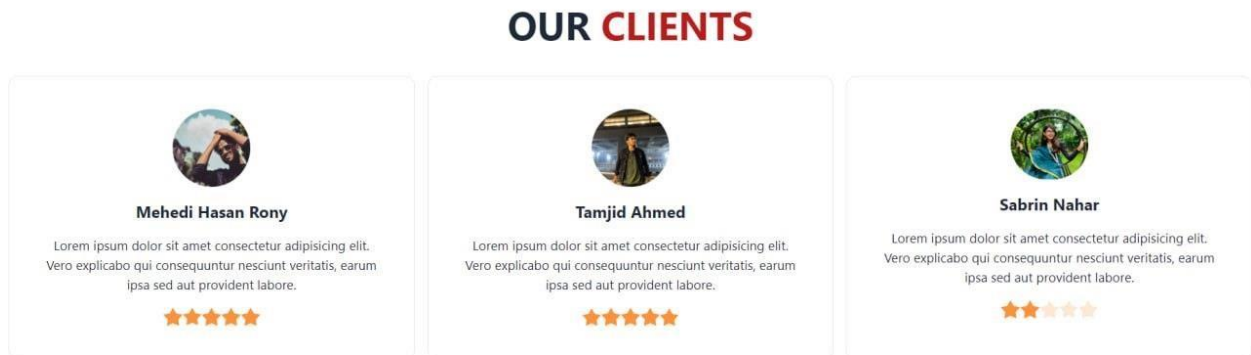 OUR CLIENTS
Mehedi Hasan Rony
Lorem ipsum dolor sit amet consectetur adipisicing elit.
Vero explicabo qui consequuntur nesciunt veritatis, earum
ipsa sed aut provident labore.
Tamjid Ahmed
Lorem ipsum dolor sit amet consectetur adipisicing elit.
Vero explicabo qui consequuntur nesciunt veritatis, earum
ipsa sed aut provident labore.
Sabrin Nahar
Lorem ipsum dolor sit amet consectetur adipisicing elit.
Vero explicabo qui consequuntur nesciunt veritatis, earum
ipsa sed aut provident labore.